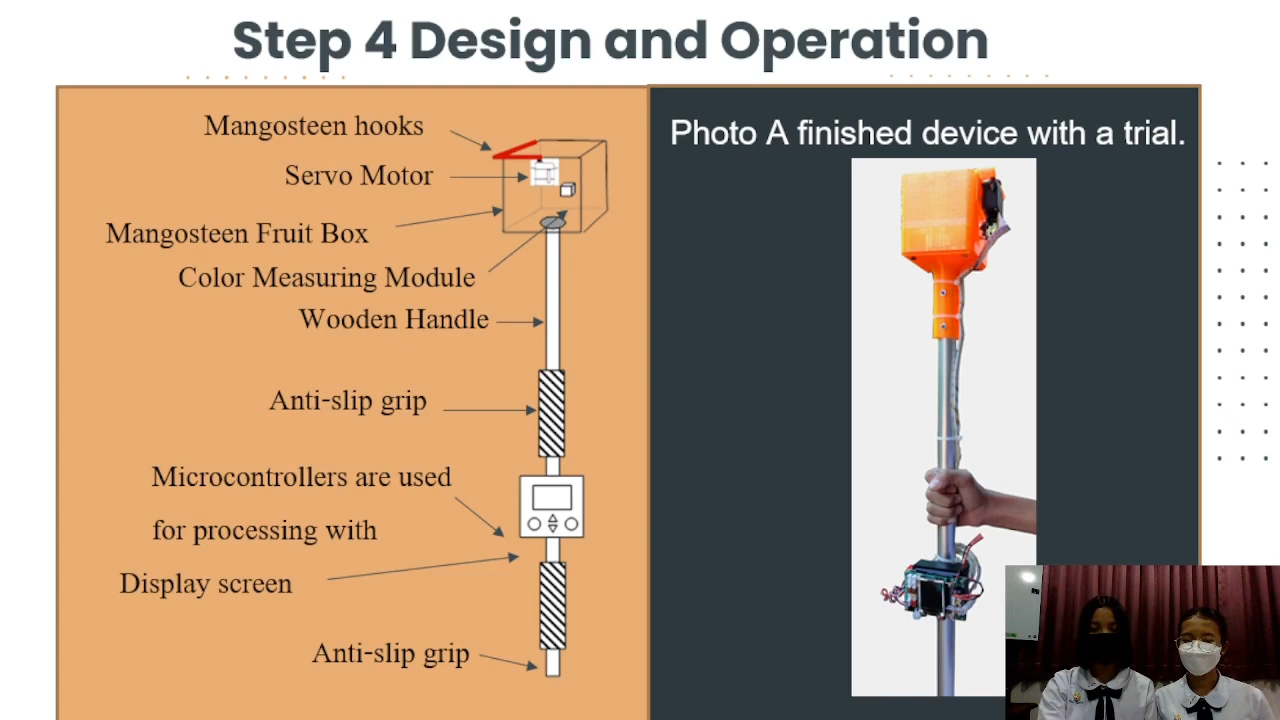 Step 4 Design and Operation
Mangosteen hooks
Servo Motor
Mangosteen Fruit Box
Color Measuring Module
Wooden Handle
Anti-slip grip
Microcontrollers are used
for processing with
Display screen
Anti-slip grip
Photo A finished device with a trial.